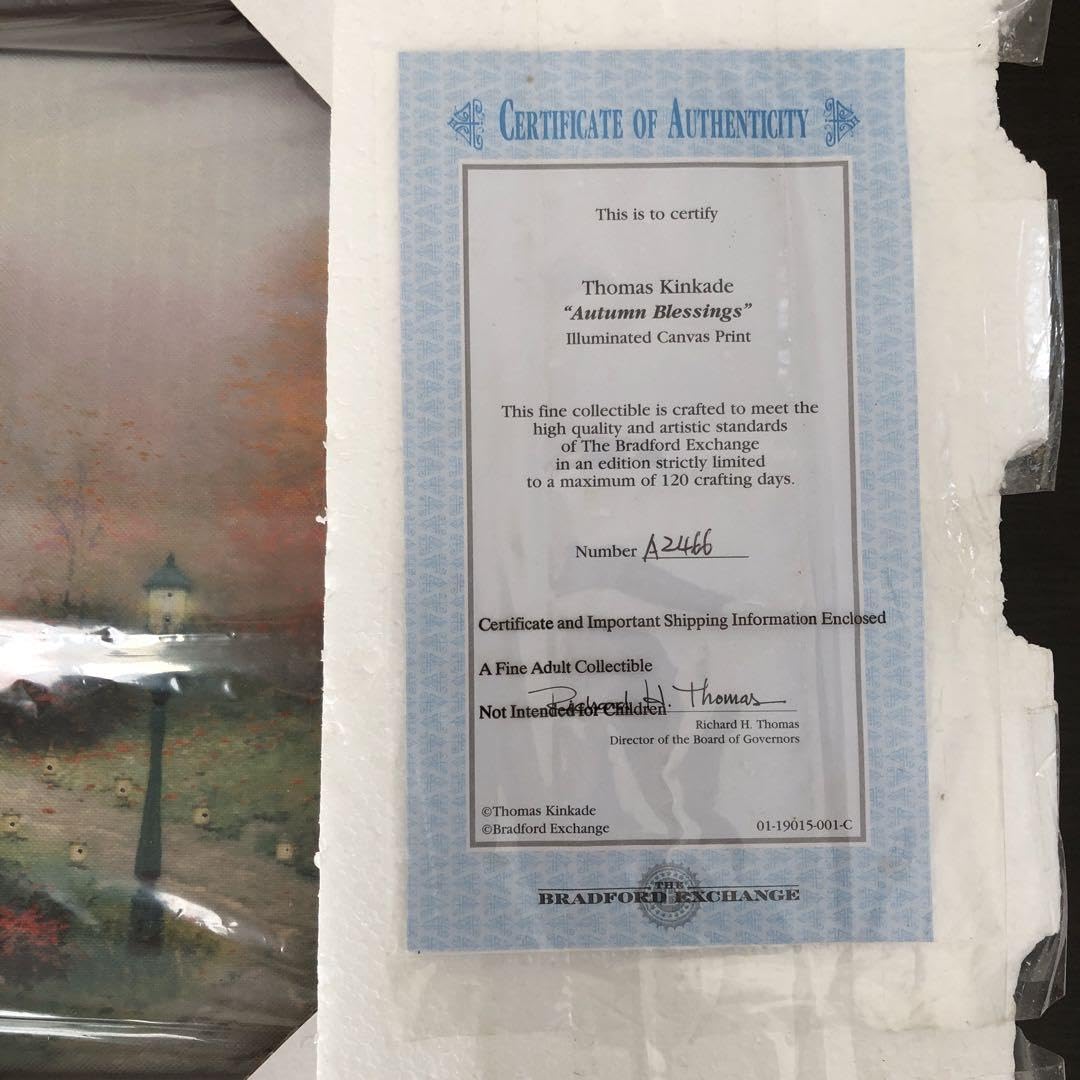 CERTIFICATE OF AUTHENTICITY
This is to certify
Thomas Kinkade
"Autumn Blessings"
Illuminated Canvas Print
This fine collectible is crafted to meet the
high quality and artistic standards
of The Bradford Exchange
in an edition strictly limited
to a maximum of 120 crafting days.
Number A2466
Certificate and Important Shipping Information Enclosed
A Fine Adult Collectible
Richard H. Thomas
Not Intended for Children
Richard H. Thomas
Director of the Board of Governors
©Thomas Kinkade
©Bradford Exchange
01-19015-001-C
THE
BRADFORD EXCHANGE